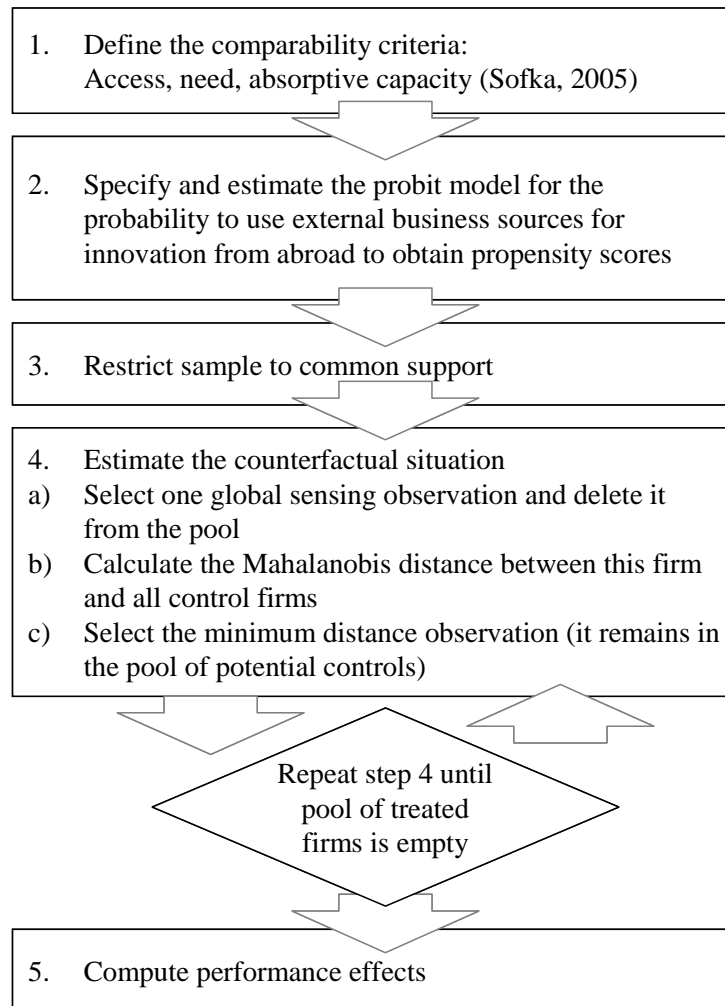 1. Define the comparability criteria:
Access, need, absorptive capacity (Sofka, 2005)
2. Specify and estimate the probit model for the
probability to use external business sources for
innovation from abroad to obtain propensity scores
3. Restrict sample to common support
4. Estimate the counterfactual situation
a) Select one global sensing observation and delete it
from the pool
b) Calculate the Mahalanobis distance between this firm
and all control firms
c) Select the minimum distance observation (it remains in
the pool of potential controls)
Repeat step 4 until
pool of treated
firms is empty
5. Compute performance effects